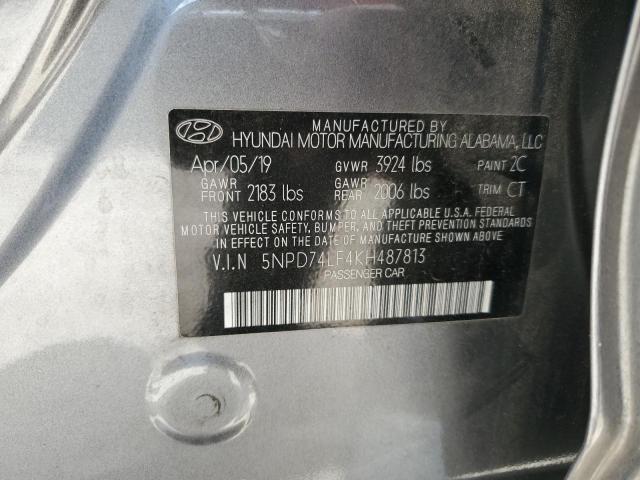 MANUFACTURED BY
HYUNDAI MOTOR MANUFACTURING ALABAMA, LLC
Apr/05/19 GVWR 3924 lbs PAINT 2C
GAWR FRONT 2183 lbs GAWR REAR 2006 lbs TRIM CT
THIS VEHICLE CONFORMS TO ALL APPLICABLE U.S.A. FEDERAL
MOTOR VEHICLE SAFETY, BUMPER, AND THEFT PREVENTION
STANDARDS IN EFFECT ON THE DATE OF MANUFACTURE SHOWN ABOVE.
V.I.N 5NPD74LF4KH487813
PASSENGER CAR